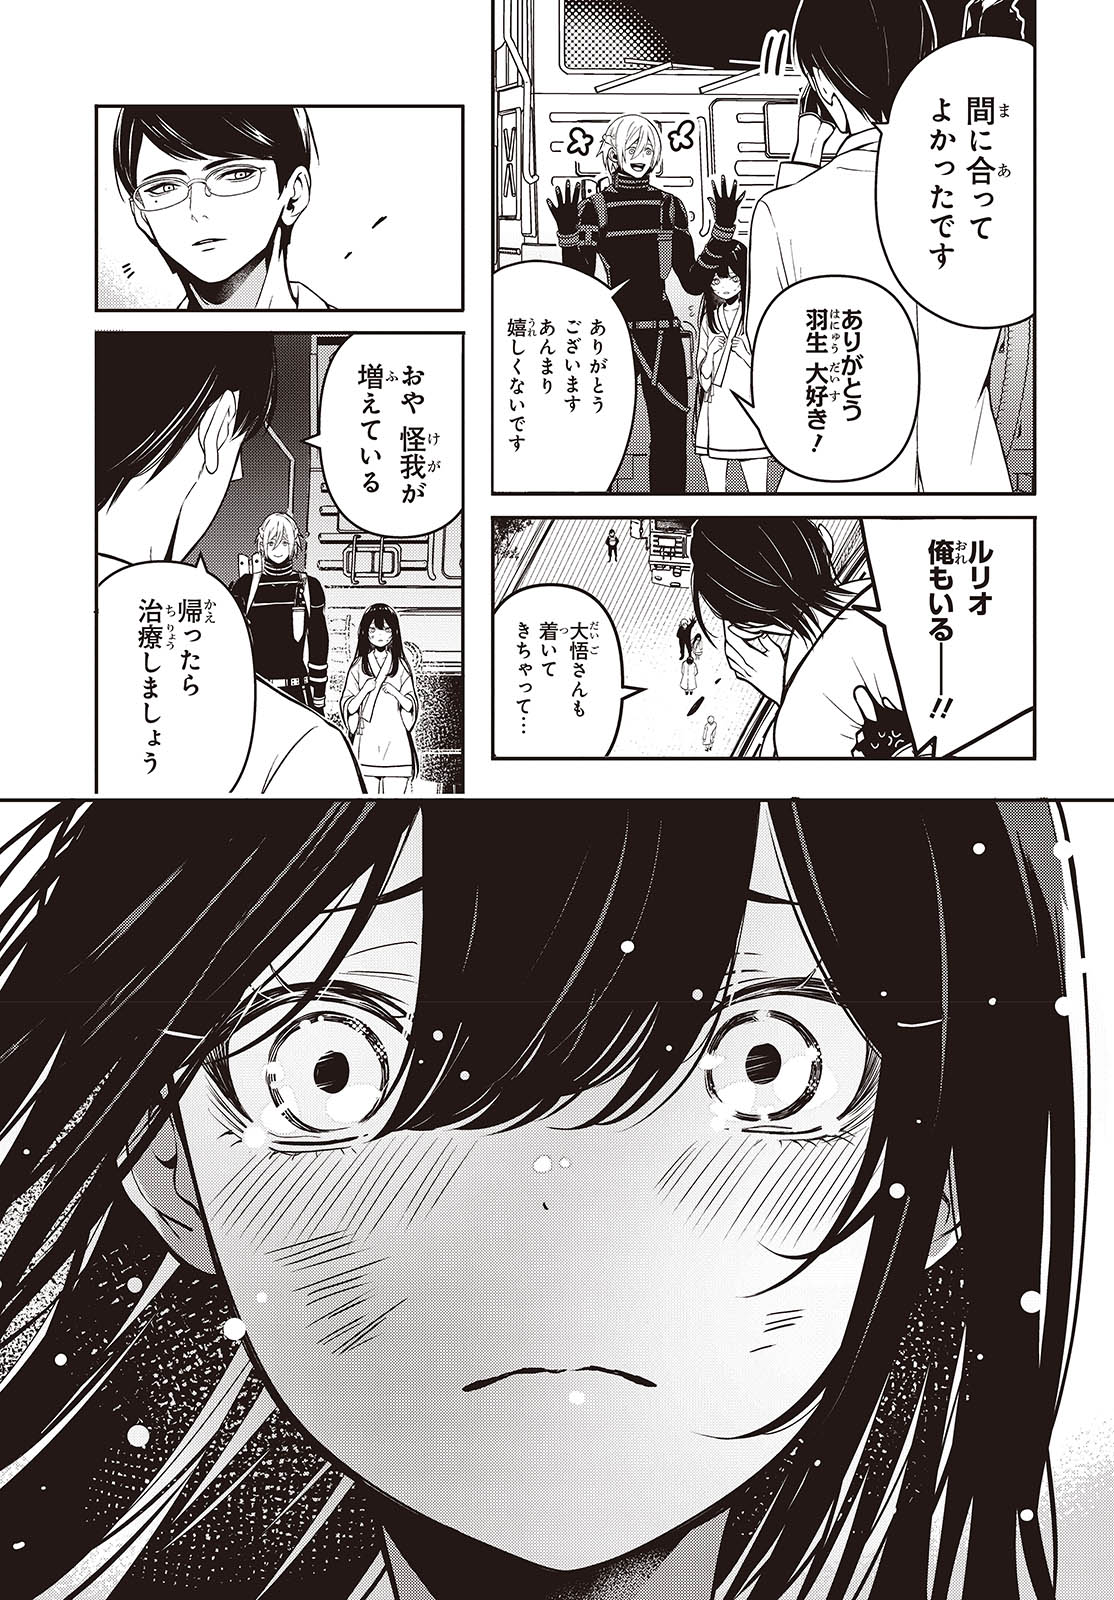 間に合って
よかったです
ありがとう
羽生 大好き!
ありがとう
ございます
あんまり
嬉しくないです
ルリオ
俺もいる――!!
大悟さんも
着いて
きちゃって…
おや 怪我が
増えている
帰ったら
治療しましょう